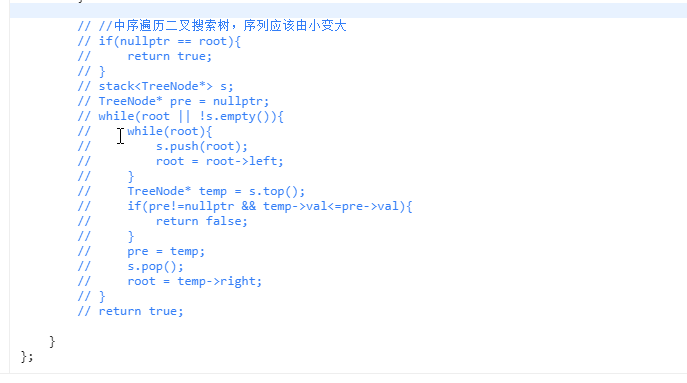 // //中序遍历二叉搜索树，序列应该由小变大
// if(nullptr == root){
//     return true;
// }
// stack<TreeNode*> s;
// TreeNode* pre = nullptr;
// while(root || !s.empty()){
//     while(root){
//         s.push(root);
//         root = root->left;
//     }
//     TreeNode* temp = s.top();
//     if(pre!=nullptr && temp->val<=pre->val){
//         return false;
//     }
//     pre = temp;
//     s.pop();
//     root = temp->right;
// }
// return true;
}
};